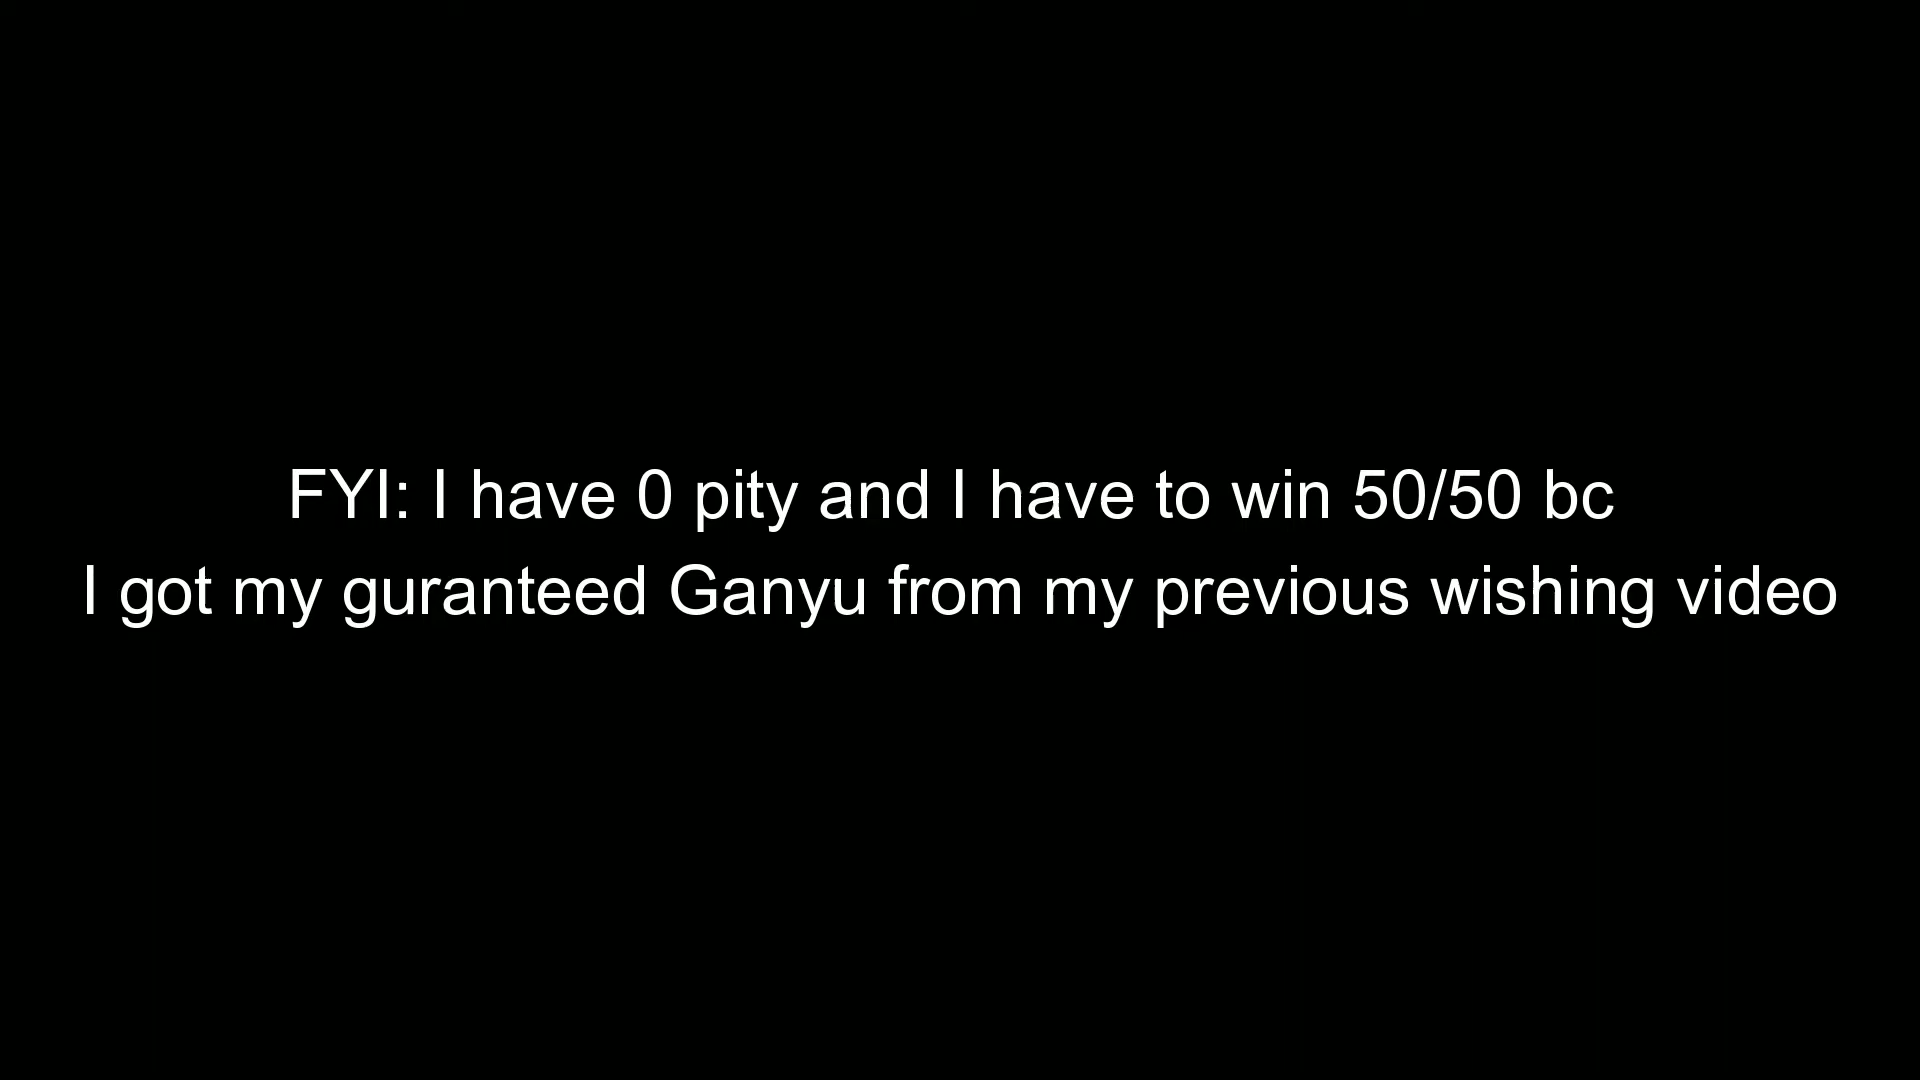 FYI: I have 0 pity and I have to win 50/50 bc
I got my guranteed Ganyu from my previous wishing video